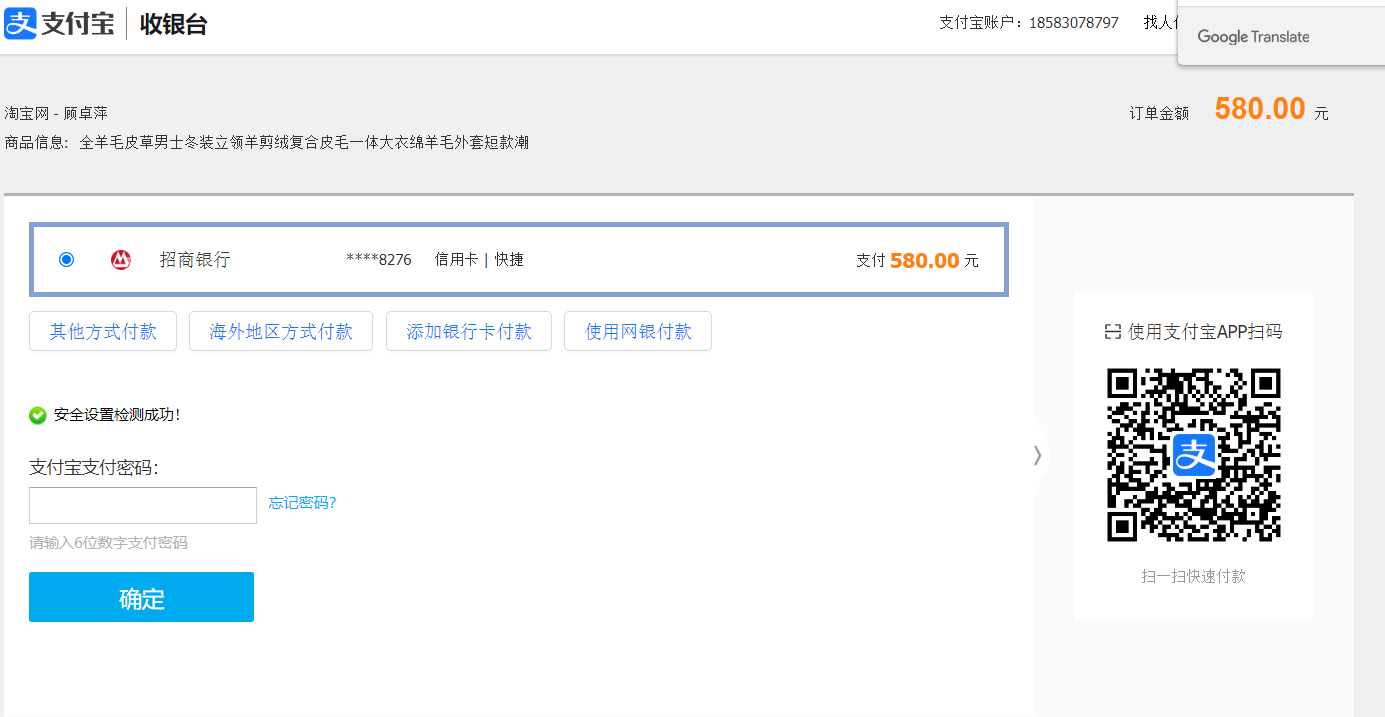 支 支付宝 收银台 支付宝账户：18583078797 找人
Google Translate
淘宝网 - 顾卓萍 订单金额 580.00 元
商品信息: 全羊毛皮草男士冬装立领羊剪绒复合皮毛一体大衣绵羊毛外套短款潮
招商银行 ****8276 信用卡 | 快捷 支付 580.00 元
其他方式付款 海外地区方式付款 添加银行卡付款 使用网银付款
使用支付宝APP扫码
安全设置检测成功!
支
支付宝支付密码：
忘记密码?
请输入6位数字支付密码
扫一扫快速付款
确定